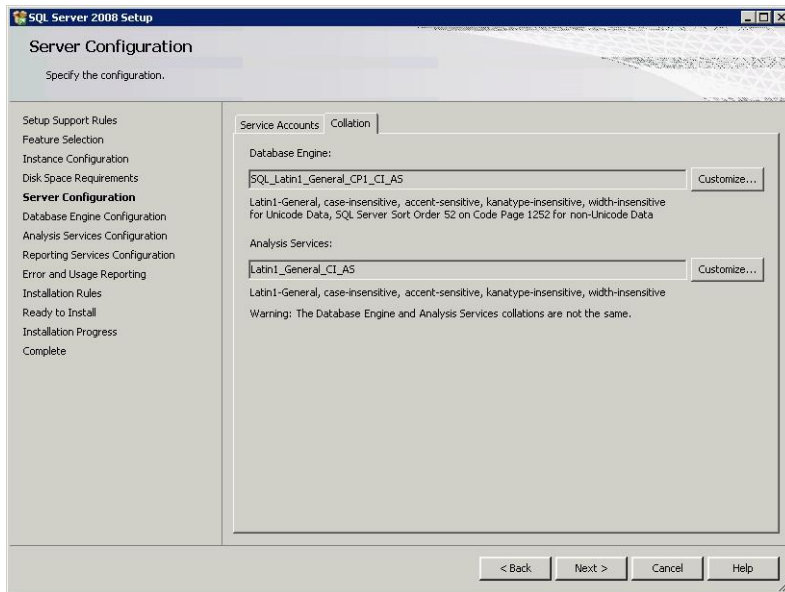 SQL Server 2008 Setup
Server Configuration
Specify the configuration.
Setup Support Rules
Feature Selection
Instance Configuration
Disk Space Requirements
Server Configuration
Database Engine Configuration
Analysis Services Configuration
Reporting Services Configuration
Error and Usage Reporting
Installation Rules
Ready to Install
Installation Progress
Complete
Service Accounts Collation
Database Engine:
SQL_Latin1_General_CP1_CI_AS Customize...
Latin1-General, case-insensitive, accent-sensitive, kanatype-insensitive, width-insensitive
for Unicode Data, SQL Server Sort Order 52 on Code Page 1252 for non-Unicode Data
Analysis Services:
Latin1_General_CI_AS Customize...
Latin1-General, case-insensitive, accent-sensitive, kanatype-insensitive, width-insensitive
Warning: The Database Engine and Analysis Services collations are not the same.
< Back Next > Cancel Help